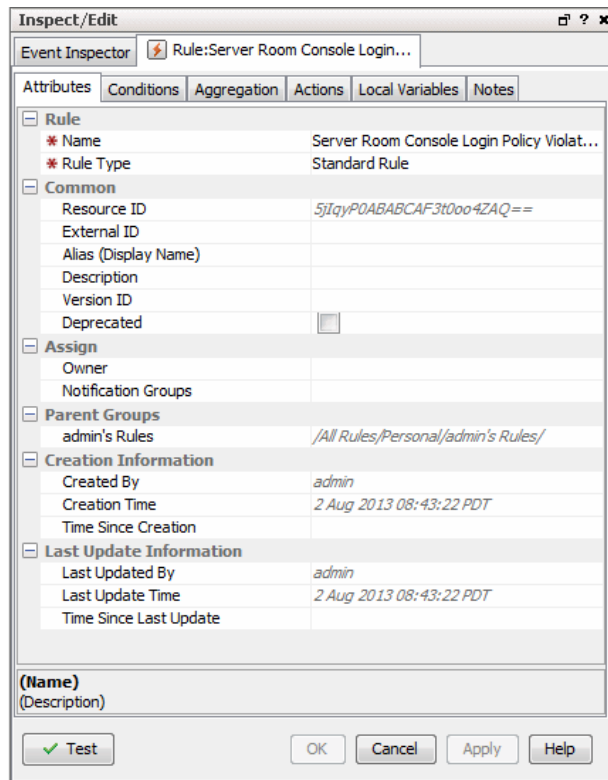 Inspect/Edit
Event Inspector Rule:Server Room Console Login...
Attributes Conditions Aggregation Actions Local Variables Notes
Rule
* Name Server Room Console Login Policy Violat...
* Rule Type Standard Rule
Common
Resource ID 5jIqyP0ABABCAF3t0oo4ZAQ==
External ID
Alias (Display Name)
Description
Version ID
Deprecated
Assign
Owner
Notification Groups
Parent Groups
admin's Rules /All Rules/Personal/admin's Rules/
Creation Information
Created By admin
Creation Time 2 Aug 2013 08:43:22 PDT
Time Since Creation
Last Update Information
Last Updated By admin
Last Update Time 2 Aug 2013 08:43:22 PDT
Time Since Last Update
(Name)
(Description)
Test OK Cancel Apply Help